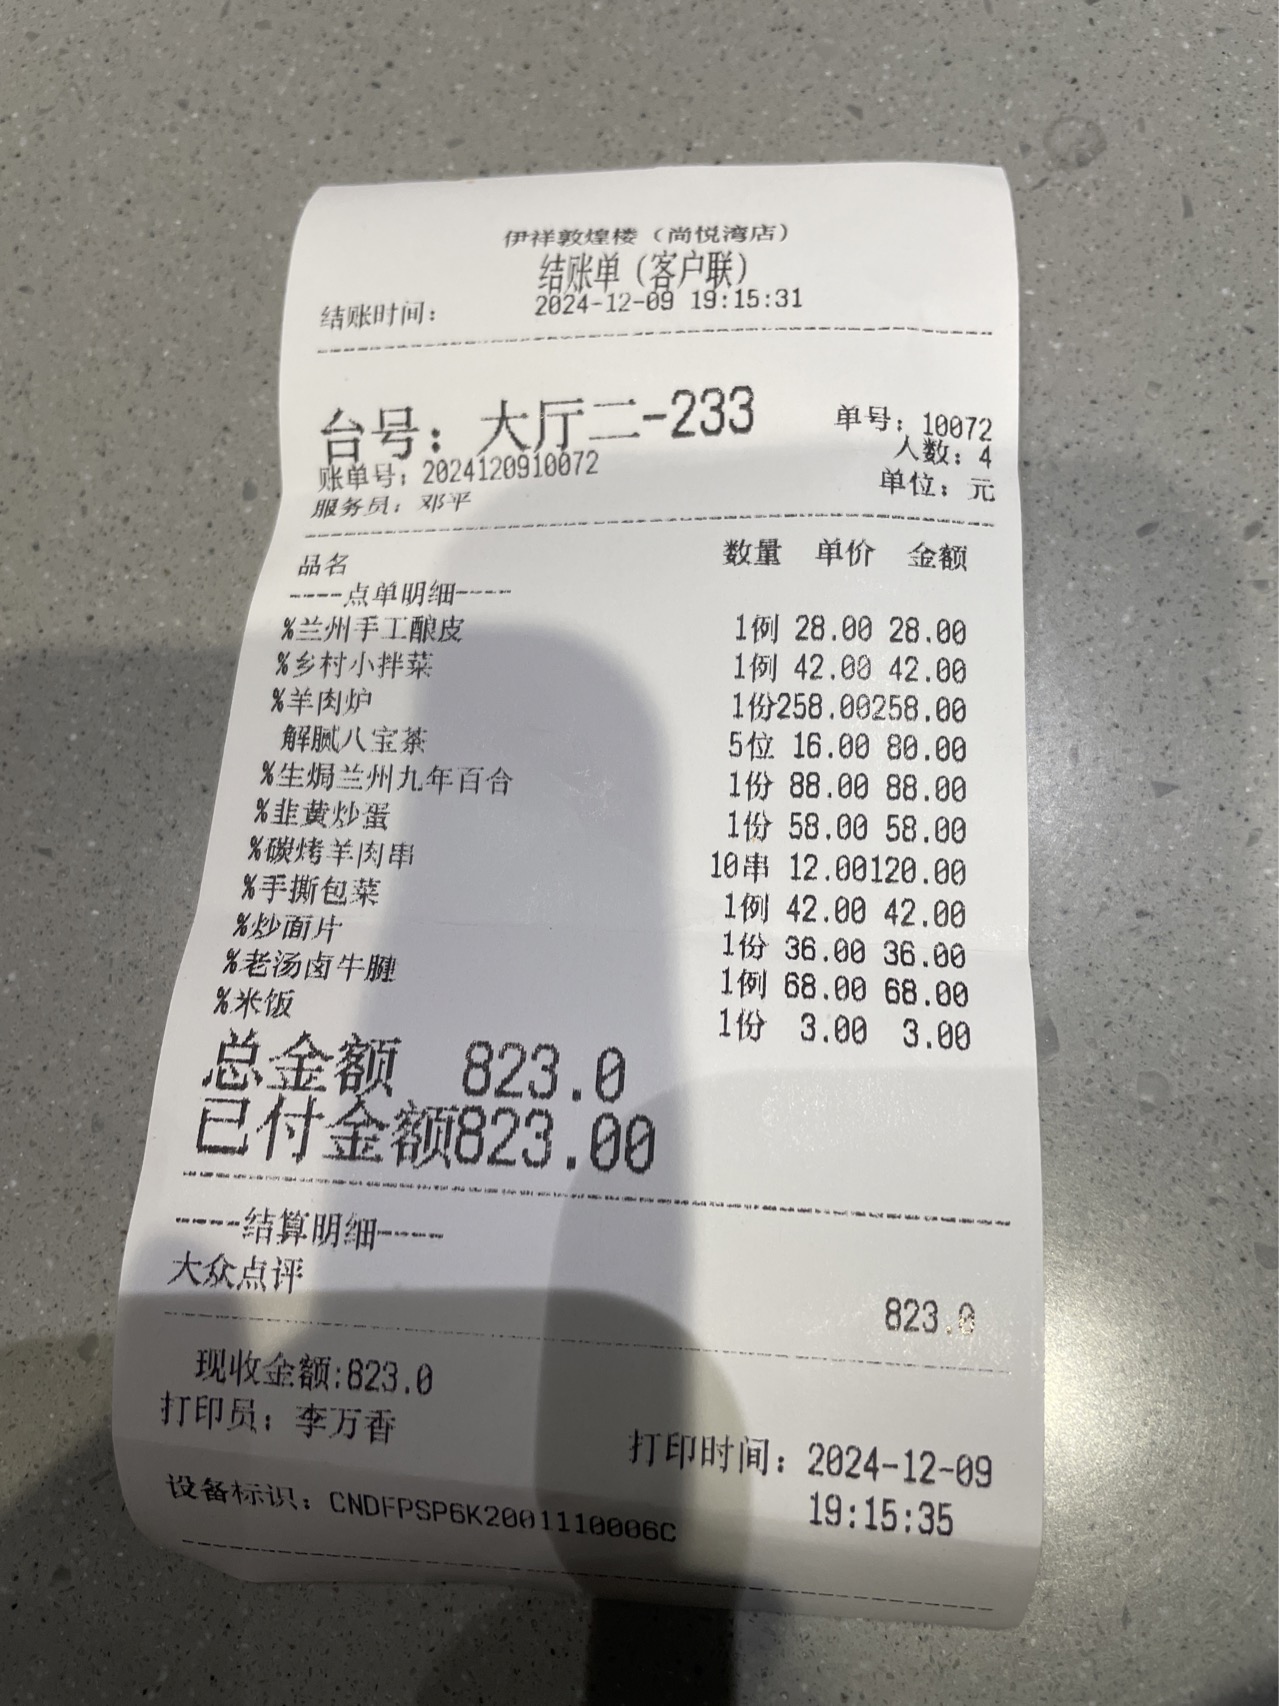 伊祥敦煌楼（尚悦湾店）
结账单（客户联）
结账时间： 2024-12-09 19:15:31
台号：大厅二-233 单号：10072
人数：4
账单号：2024120910072 单位：元
服务员：邓平
品名 数量 单价 金额
----点单明细----
%兰州手工酿皮 1例 28.00 28.00
%乡村小拌菜 1例 42.00 42.00
%羊肉炉 1份258.00258.00
解腻八宝茶 5位 16.00 80.00
%生焗兰州九年百合 1份 88.00 88.00
%韭黄炒蛋 1份 58.00 58.00
%碳烤羊肉串 10串 12.00120.00
%手撕包菜 1例 42.00 42.00
%炒面片 1份 36.00 36.00
%老汤卤牛腱 1例 68.00 68.00
%米饭 1份 3.00 3.00
总金额 823.0
已付金额823.00
----结算明细----
大众点评 823.0
现收金额:823.0
打印员：李万香 打印时间：2024-12-09
19:15:35
设备标识：CNDFPSP6K2001110006C